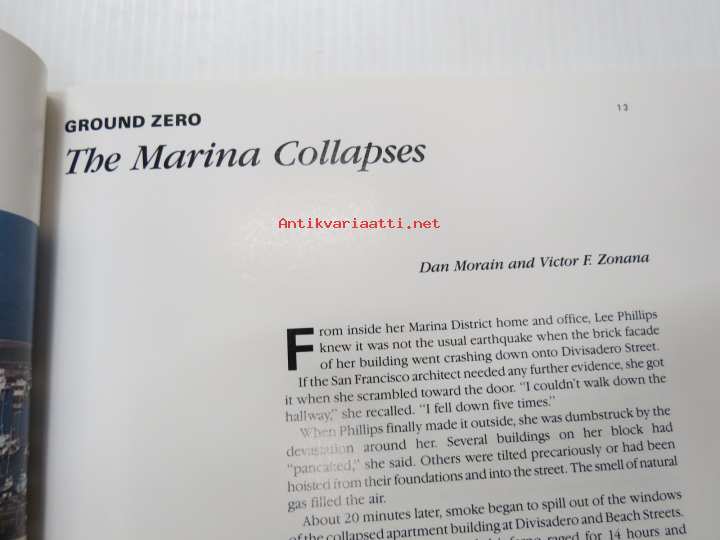 13
GROUND ZERO
The Marina Collapses
Antikvariaatti.net
Dan Morain and Victor F. Zonana
From inside her Marina District home and office, Lee Phillips
knew it was not the usual earthquake when the brick facade
of her building went crashing down onto Divisadero Street.
If the San Francisco architect needed any further evidence, she got
it when she scrambled toward the door. “I couldn’t walk down the
hallway,” she recalled. “I fell down five times.”
When Phillips finally made it outside, she was dumbstruck by the
devastation around her. Several buildings on her block had
“pancaked,” she said. Others were tilted precariously or had been
hoisted from their foundations and into the street. The smell of natural
gas filled the air.
About 20 minutes later, smoke began to spill out of the windows
of the collapsed apartment building at Divisadero and Beach Streets.
inferno raged for 14 hours and